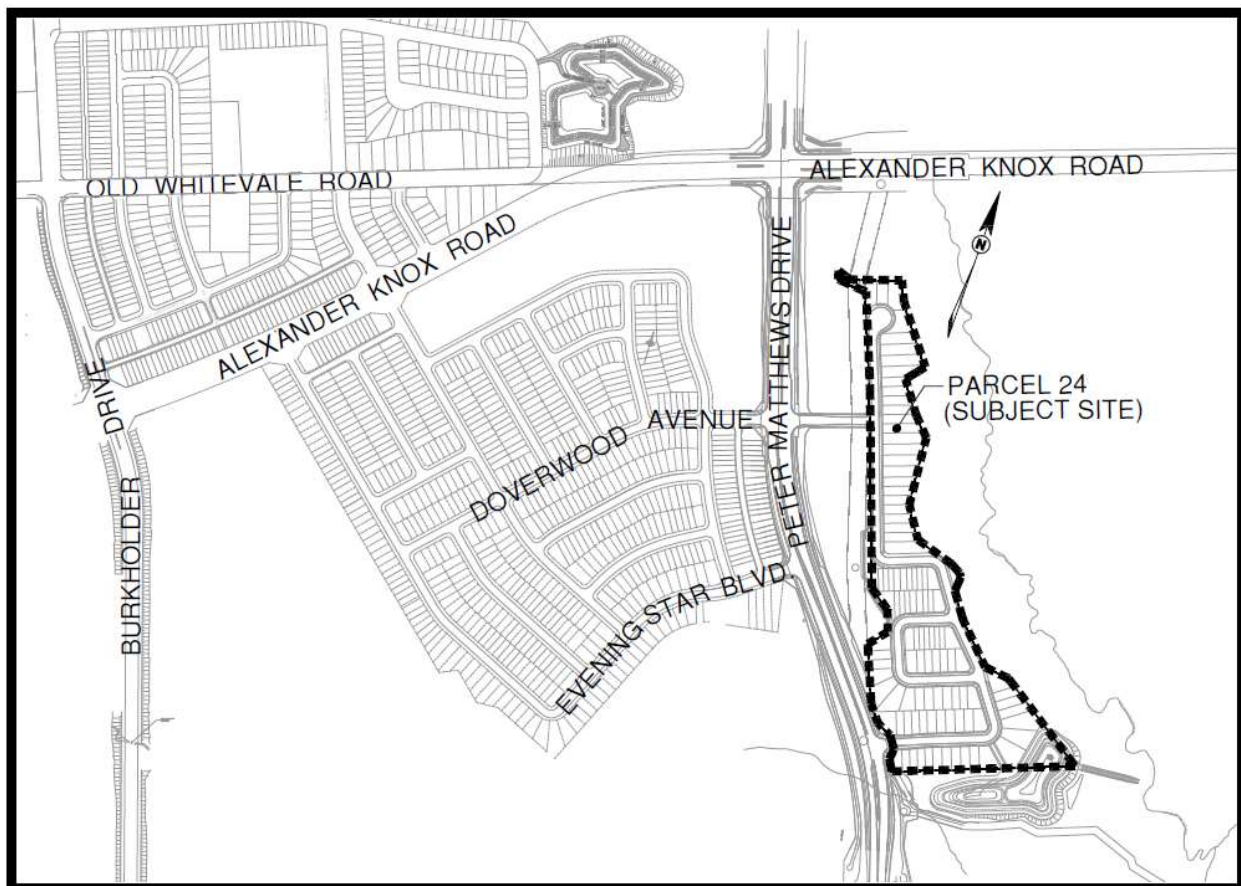 ALEXANDER KNOX ROAD
OLD WHITEVALE ROAD
ALEXANDER KNOX ROAD
N
PETER MATTHEWS DRIVE
PARCEL 24
(SUBJECT SITE)
DOVERWOOD AVENUE
BURKHOLDER DRIVE
EVENING STAR BLVD.